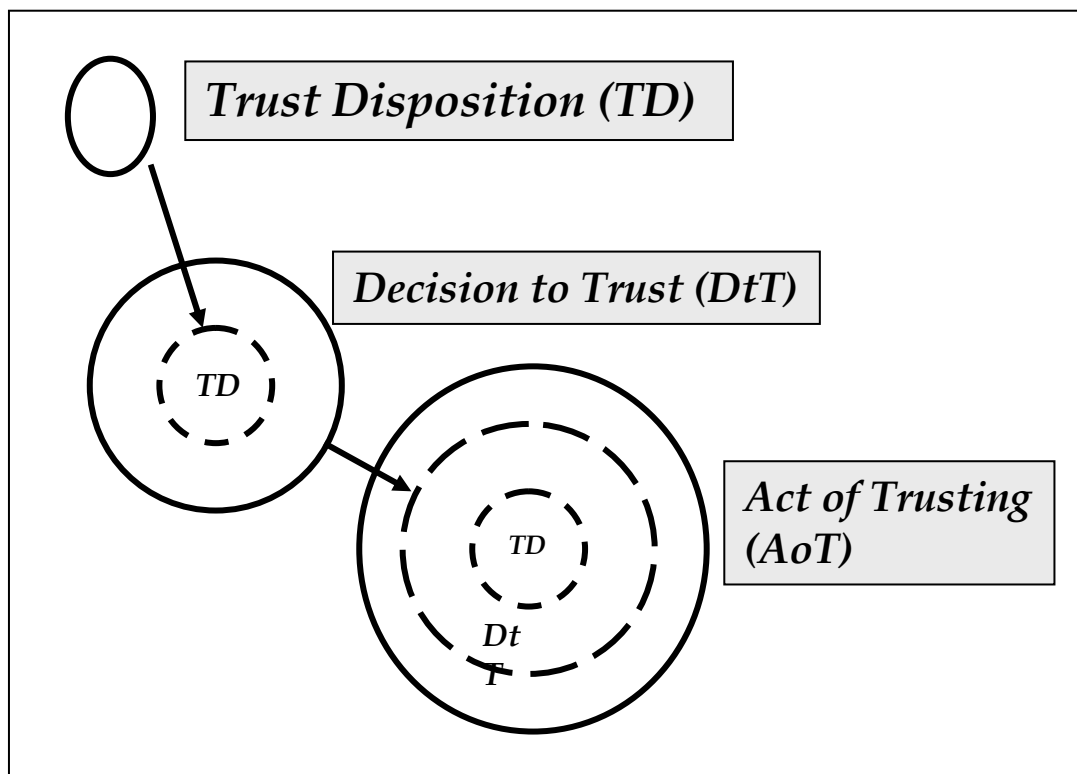 Trust Disposition (TD)
Decision to Trust (DtT)
TD
Act of Trusting
(AoT)
TD
Dt
T